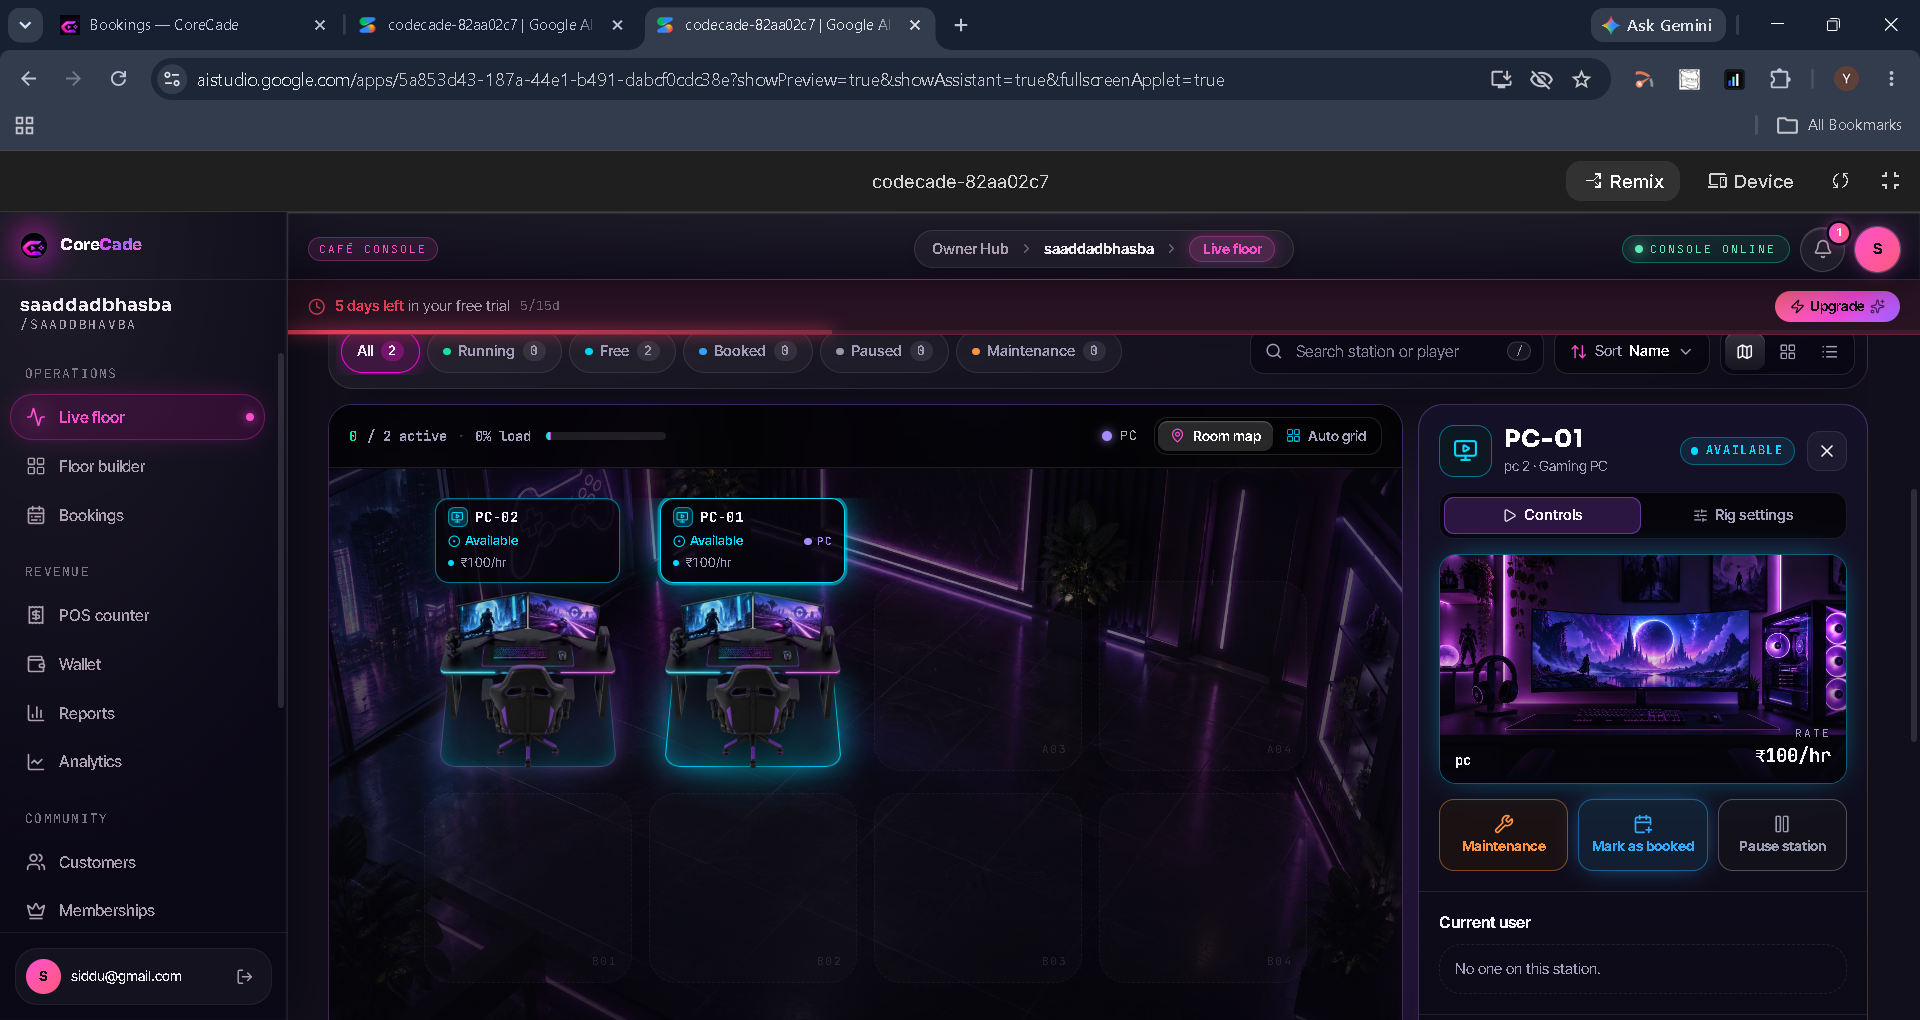 Bookings — CoreCade
codecade-82aa02c7 | Google AI
codecade-82aa02c7 | Google AI
Ask Gemini
aistudio.google.com/apps/5a853d43-187a-44e1-b491-dabcf0cdc38e?showPreview=true&showAssistant=true&fullscreenApplet=true
Y
All Bookmarks
codecade-82aa02c7
Remix
Device
CoreCade
CAFÉ CONSOLE
Owner Hub > saaddadbhasba > Live floor
CONSOLE ONLINE
1
S
saaddadbhasba
/SAADDBHAVBA
5 days left in your free trial 5/15d
Upgrade
OPERATIONS
Live floor
Floor builder
Bookings
REVENUE
POS counter
Wallet
Reports
Analytics
COMMUNITY
Customers
Memberships
S siddu@gmail.com
All 2
Running 0
Free 2
Booked 0
Paused 0
Maintenance 0
Search station or player /
Sort Name
0 / 2 active · 0% load
PC
Room map
Auto grid
PC-02
Available
₹100/hr
PC-01
Available
PC
₹100/hr
A03
A04
B01
B02
B03
B04
PC-01
pc 2 · Gaming PC
AVAILABLE
Controls
Rig settings
RATE
pc
₹100/hr
Maintenance
Mark as booked
Pause station
Current user
No one on this station.